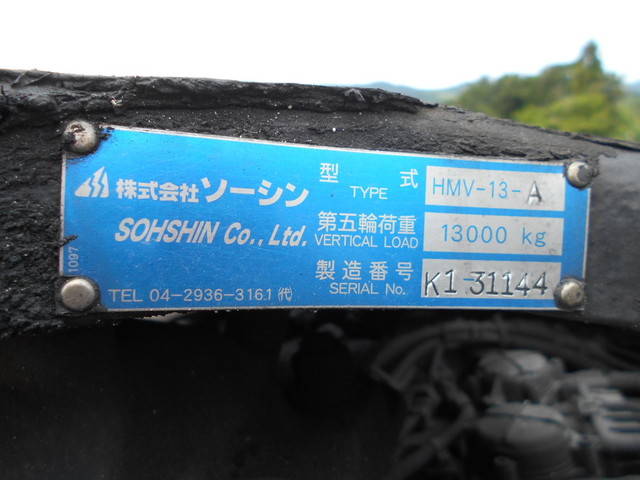 株式会社ソーシン
SOHSHIN Co., Ltd.
TEL 04-2936-3161 (代)
1097
型式 HMV-13-A
TYPE
第五輪荷重 13000 kg
VERTICAL LOAD
製造番号 K1 31144
SERIAL No.